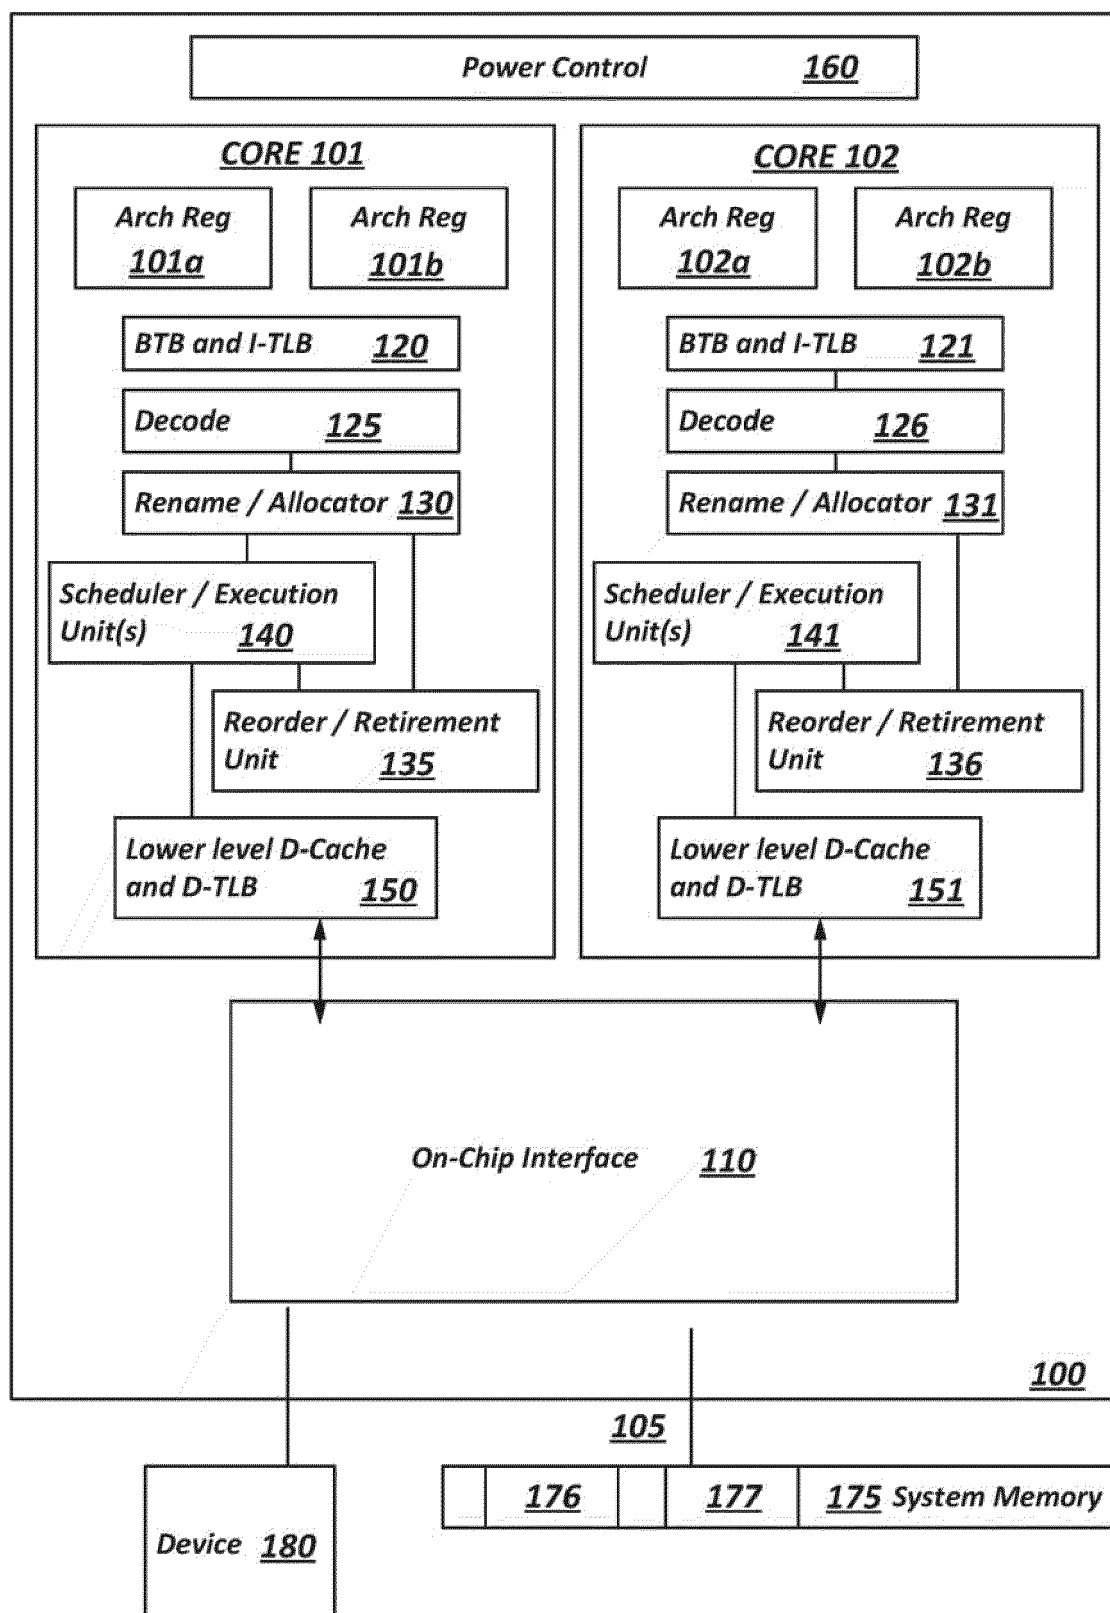 Power Control 160
CORE 101
Arch Reg
101a
Arch Reg
101b
BTB and I-TLB 120
Decode 125
Rename / Allocator 130
Scheduler / Execution
Unit(s) 140
Reorder / Retirement
Unit 135
Lower level D-Cache
and D-TLB 150
CORE 102
Arch Reg
102a
Arch Reg
102b
BTB and I-TLB 121
Decode 126
Rename / Allocator 131
Scheduler / Execution
Unit(s) 141
Reorder / Retirement
Unit 136
Lower level D-Cache
and D-TLB 151
On-Chip Interface 110
100
105
176 177 175 System Memory
Device 180